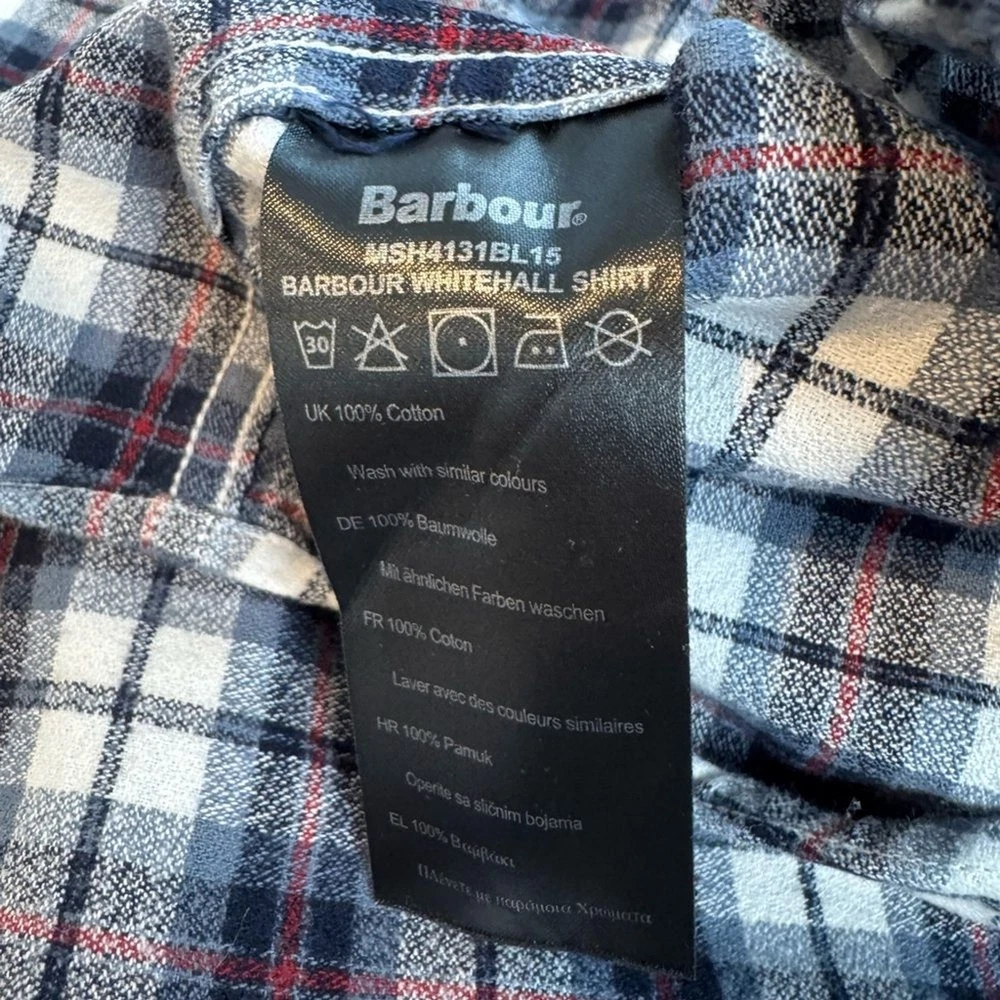 Barbour®
MSH4131BL15
BARBOUR WHITEHALL SHIRT
30
UK 100% Cotton
Wash with similar colours
DE 100% Baumwolle
Mit ähnlichen Farben waschen
FR 100% Coton
Laver avec des couleurs similaires
HR 100% Pamuk
Operite sa sličnim bojama
EL 100% Βαμβάκι
Πλένετε με παρόμοια Χρώματα